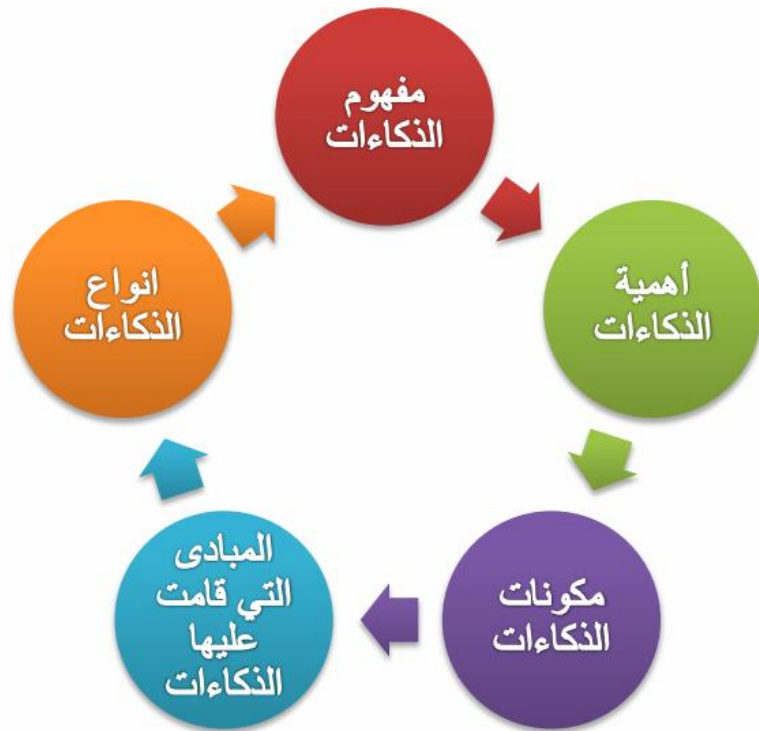 مفهوم
الذكاءات
أهمية
الذكاءات
مكونات
الذكاءات
المبادى
التي قامت
عليها
الذكاءات
انواع
الذكاءات